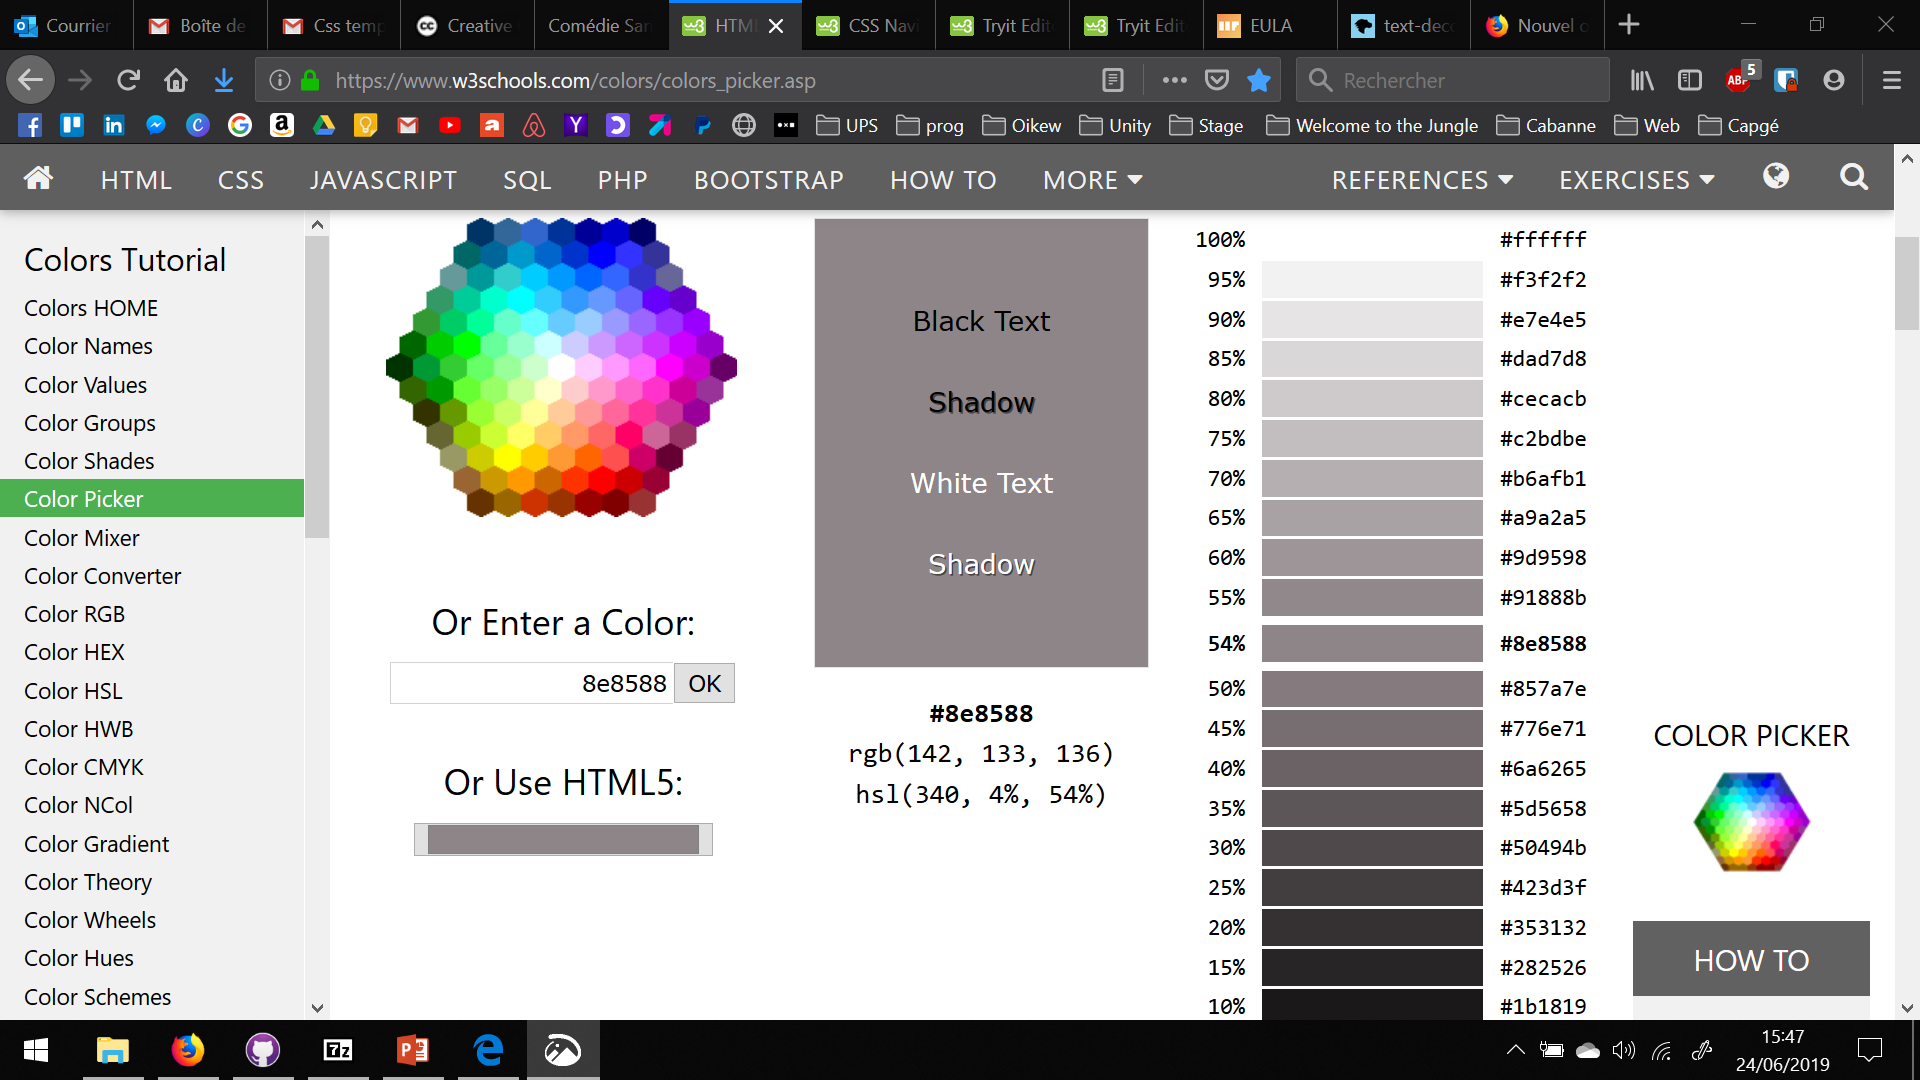 Courrier
Boîte de
Css temp
Creative
Comédie San
HTML
CSS Navi
Tryit Edit
Tryit Edit
EULA
text-deco
Nouvel o
https://www.w3schools.com/colors/colors_picker.asp
Rechercher
ABP
5
UPS
prog
Oikew
Unity
Stage
Welcome to the Jungle
Cabanne
Web
Capgé
HTML
CSS
JAVASCRIPT
SQL
PHP
BOOTSTRAP
HOW TO
MORE
REFERENCES
EXERCISES
Colors Tutorial
Colors HOME
Color Names
Color Values
Color Groups
Color Shades
Color Picker
Color Mixer
Color Converter
Color RGB
Color HEX
Color HSL
Color HWB
Color CMYK
Color NCol
Color Gradient
Color Theory
Color Wheels
Color Hues
Color Schemes
Or Enter a Color:
8e8588 OK
Or Use HTML5:
Black Text
Shadow
White Text
Shadow
#8e8588
rgb(142, 133, 136)
hsl(340, 4%, 54%)
100% #ffffff
95% #f3f2f2
90% #e7e4e5
85% #dad7d8
80% #cecacb
75% #c2bdbe
70% #b6afb1
65% #a9a2a5
60% #9d9598
55% #91888b
54% #8e8588
50% #857a7e
45% #776e71
40% #6a6265
35% #5d5658
30% #50494b
25% #423d3f
20% #353132
15% #282526
10% #1b1819
COLOR PICKER
HOW TO
15:47
24/06/2019